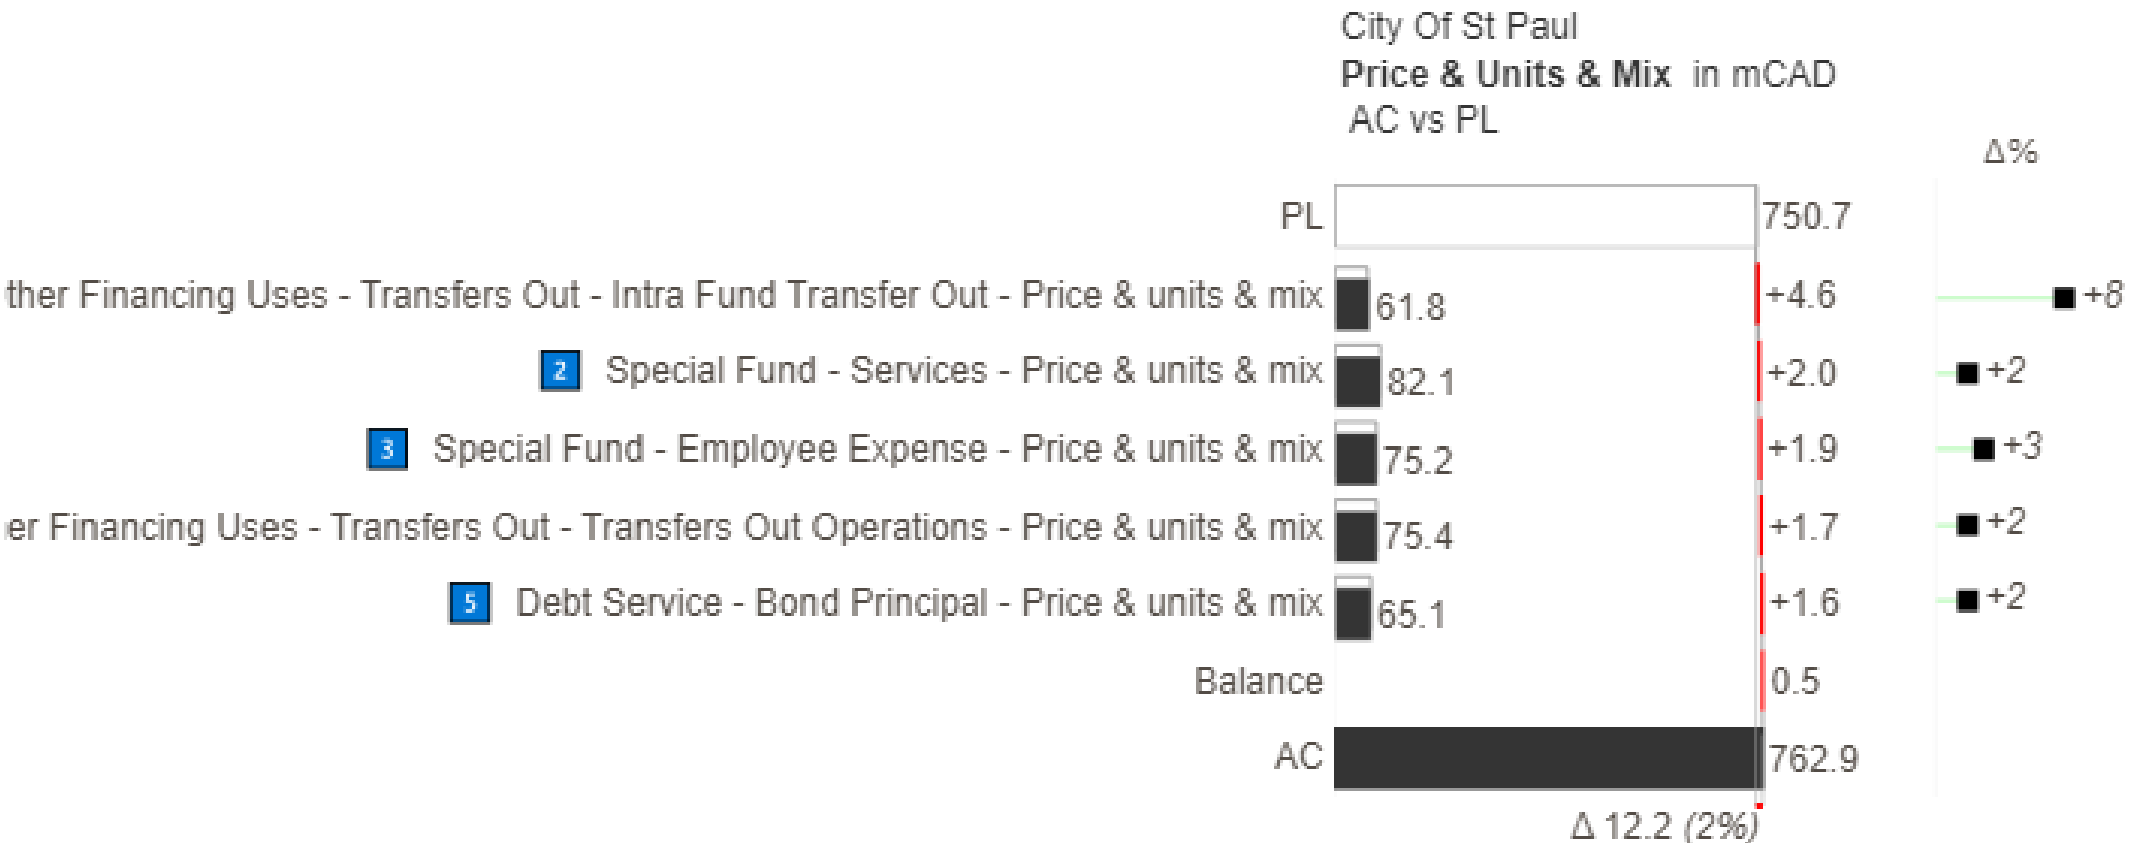 City Of St Paul
Price & Units & Mix in mCAD
AC vs PL
Δ%
PL 750.7
ther Financing Uses - Transfers Out - Intra Fund Transfer Out - Price & units & mix 61.8 +4.6 +8
2 Special Fund - Services - Price & units & mix 82.1 +2.0 +2
3 Special Fund - Employee Expense - Price & units & mix 75.2 +1.9 +3
er Financing Uses - Transfers Out - Transfers Out Operations - Price & units & mix 75.4 +1.7 +2
5 Debt Service - Bond Principal - Price & units & mix 65.1 +1.6 +2
Balance 0.5
AC 762.9
Δ 12.2 (2%)